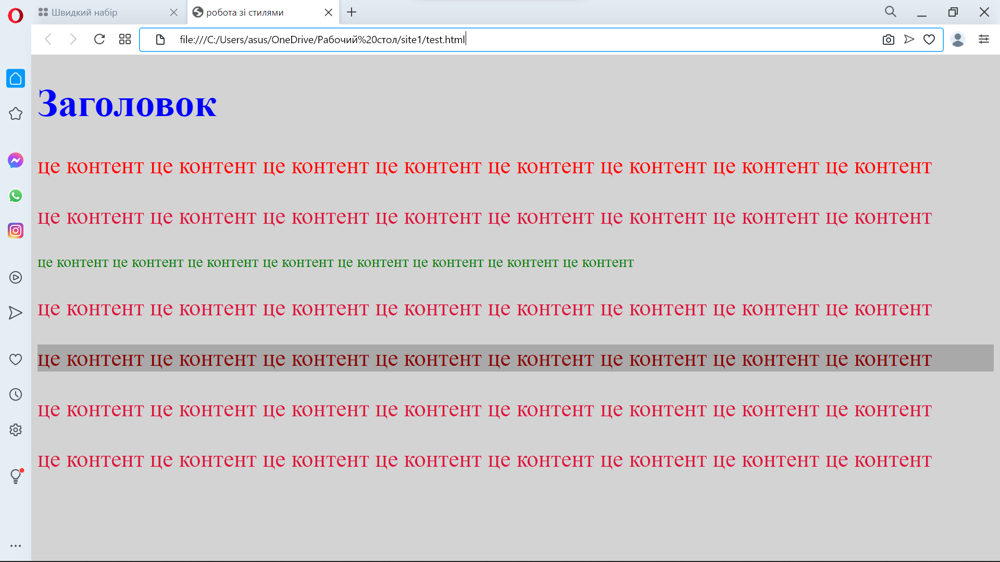 Швидкий набір
робота зі стилями
file:///C:/Users/asus/OneDrive/Рабочий%20стол/site1/test.html
Заголовок
це контент це контент це контент це контент це контент це контент це контент це контент
це контент це контент це контент це контент це контент це контент це контент це контент
це контент це контент це контент це контент це контент це контент це контент це контент
це контент це контент це контент це контент це контент це контент це контент це контент
це контент це контент це контент це контент це контент це контент це контент це контент
це контент це контент це контент це контент це контент це контент це контент це контент
це контент це контент це контент це контент це контент це контент це контент це контент